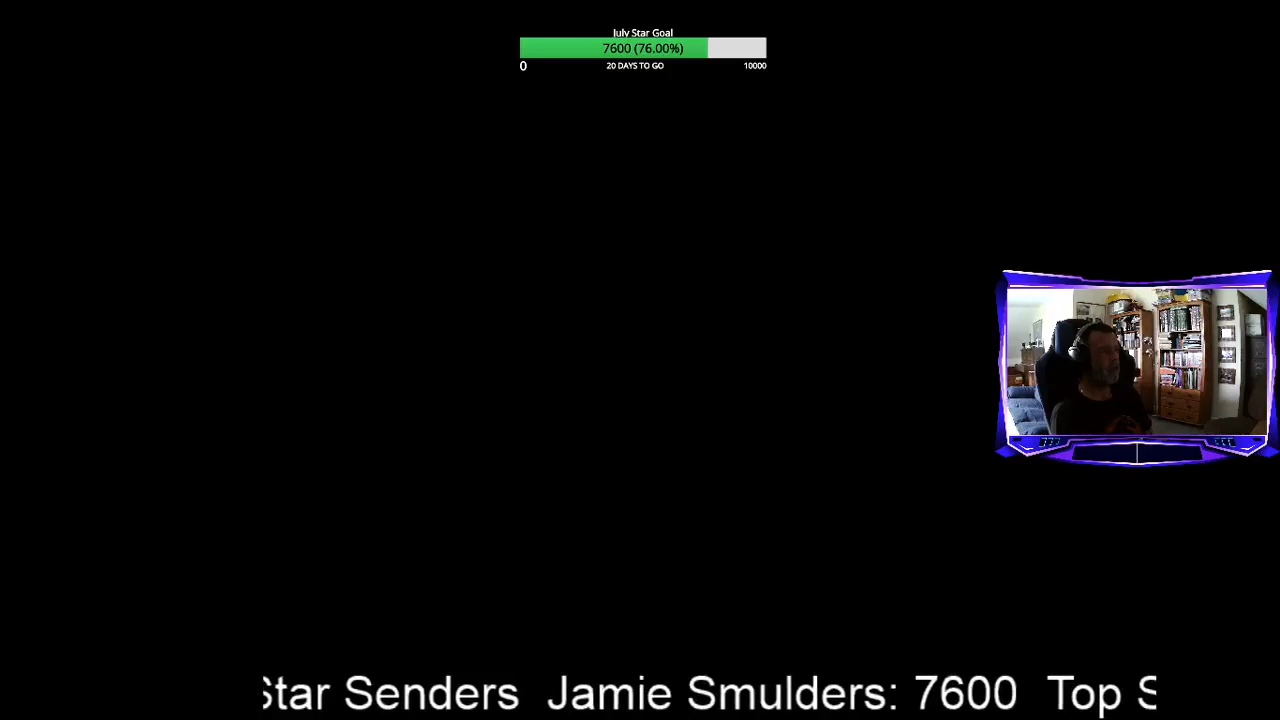 July Star Goal
7600 (76.00%)
0 20 DAYS TO GO 10000
Star Senders Jamie Smulders: 7600 Top S